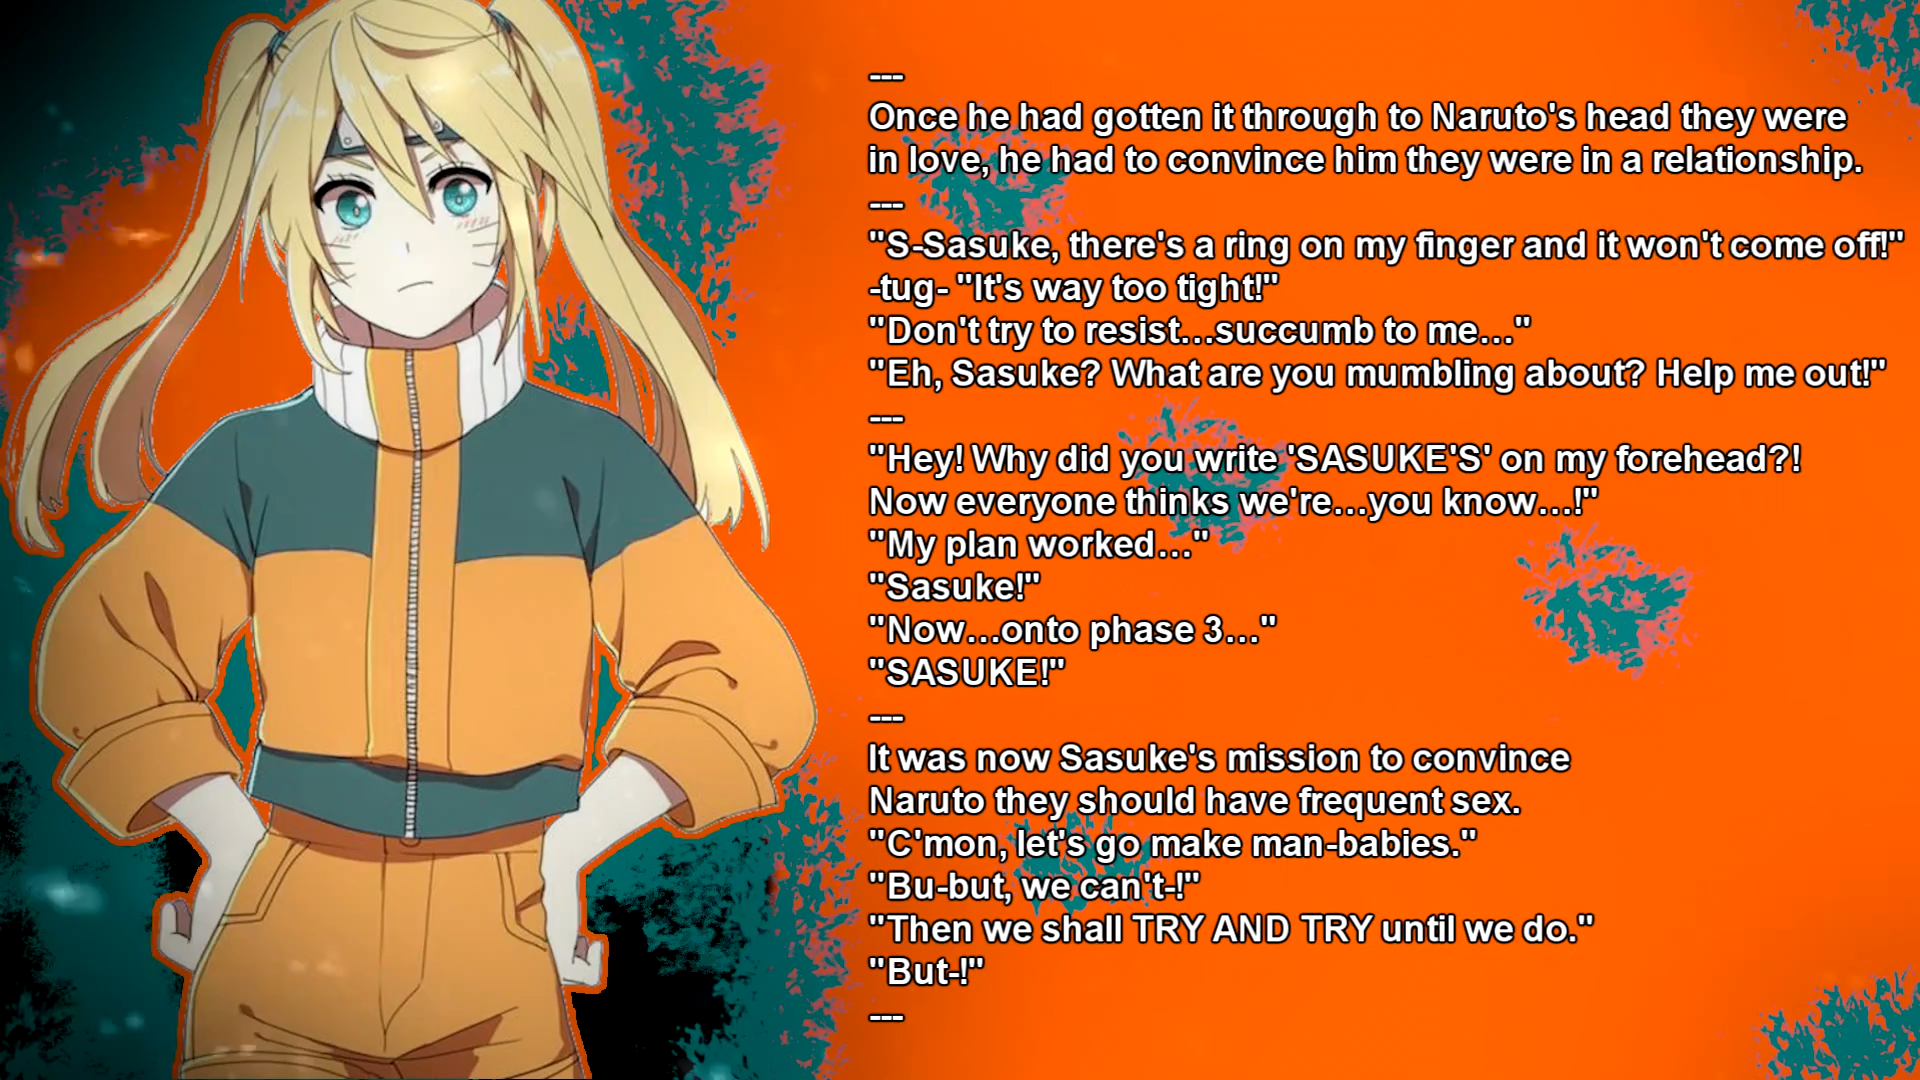 ---
Once he had gotten it through to Naruto's head they were
in love, he had to convince him they were in a relationship.
---
"S-Sasuke, there's a ring on my finger and it won't come off!"
-tug- "It's way too tight!"
"Don't try to resist...succumb to me..."
"Eh, Sasuke? What are you mumbling about? Help me out!"
---
"Hey! Why did you write 'SASUKE'S' on my forehead?!
Now everyone thinks we're...you know...!"
"My plan worked..."
"Sasuke!"
"Now...onto phase 3..."
"SASUKE!"
---
It was now Sasuke's mission to convince
Naruto they should have frequent sex.
"C'mon, let's go make man-babies."
"Bu-but, we can't-!"
"Then we shall TRY AND TRY until we do."
"But-!"
---